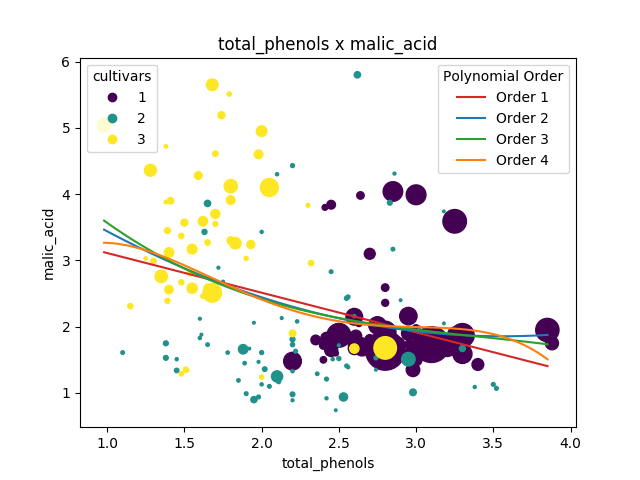 total_phenols x malic_acid
cultivars
1
2
3
Polynomial Order
Order 1
Order 2
Order 3
Order 4
malic_acid
6
5
4
3
2
1
1.0 1.5 2.0 2.5 3.0 3.5 4.0
total_phenols